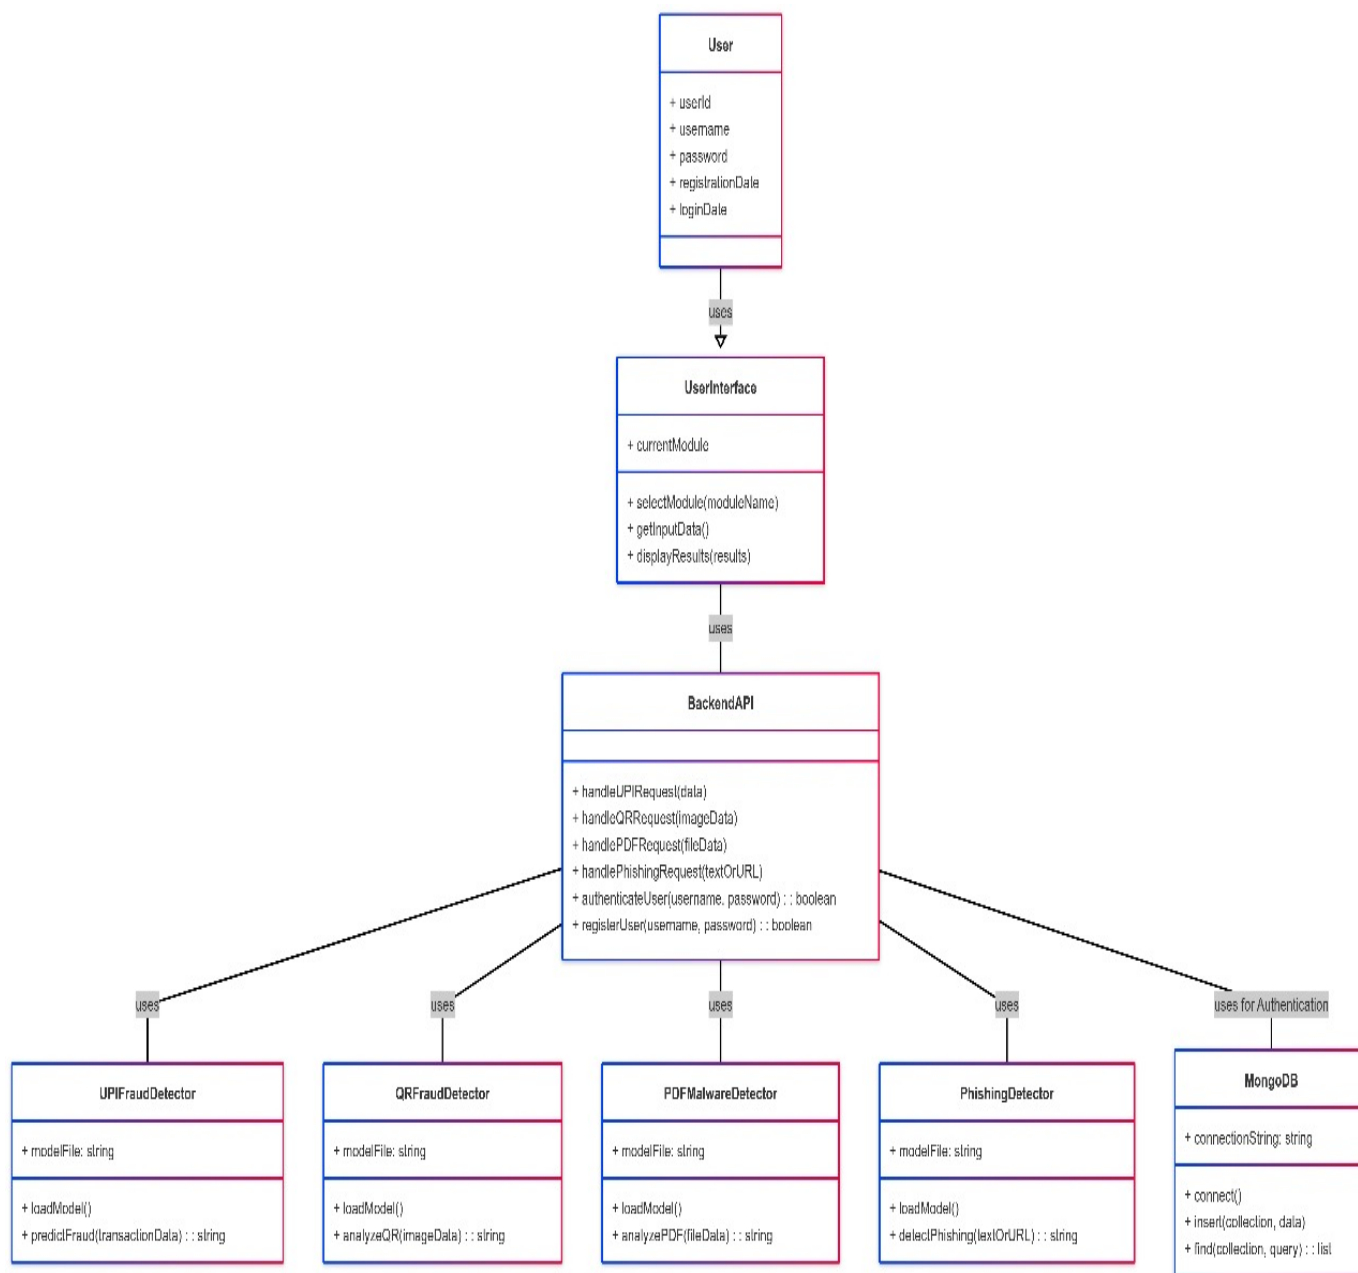 User
+ userId
+ username
+ password
+ registrationDate
+ loginDate
uses
UserInterface
+ currentModule
+ selectModule(moduleName)
+ getInputData()
+ displayResults(results)
uses
BackendAPI
+ handleUPIRequest(data)
+ handleQRRequest(imageData)
+ handlePDFRequest(fileData)
+ handlePhishingRequest(textOrURL)
+ authenticateUser(username, password) : : boolean
+ registerUser(username, password) : : boolean
uses
uses
uses
uses
uses for Authentication
UPIFraudDetector
+ modelFile: string
+ loadModel()
+ predictFraud(transactionData) : : string
QRFraudDetector
+ modelFile: string
+ loadModel()
+ analyzeQR(imageData) : : string
PDFMalwareDetector
+ modelFile: string
+ loadModel()
+ analyzePDF(fileData) : : string
PhishingDetector
+ modelFile: string
+ loadModel()
+ detectPhishing(textOrURL) : : string
MongoDB
+ connectionString: string
+ connect()
+ insert(collection, data)
+ find(collection, query) : : list